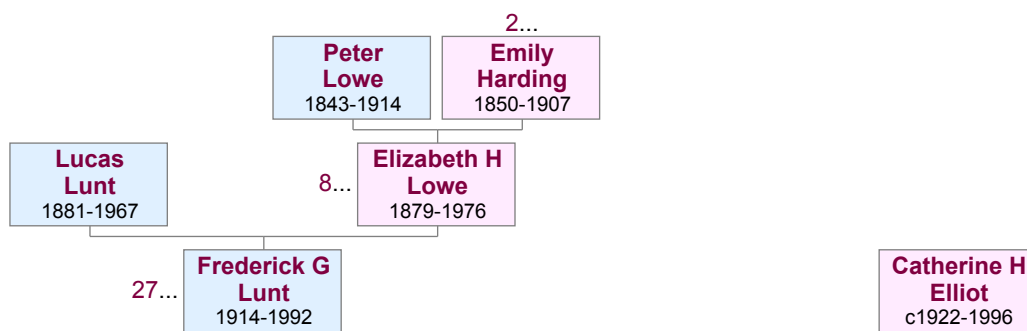 2...
Peter
Lowe
1843-1914
Emily
Harding
1850-1907
Lucas
Lunt
1881-1967
8...
Elizabeth H
Lowe
1879-1976
27...
Frederick G
Lunt
1914-1992
Catherine H
Elliot
c1922-1996